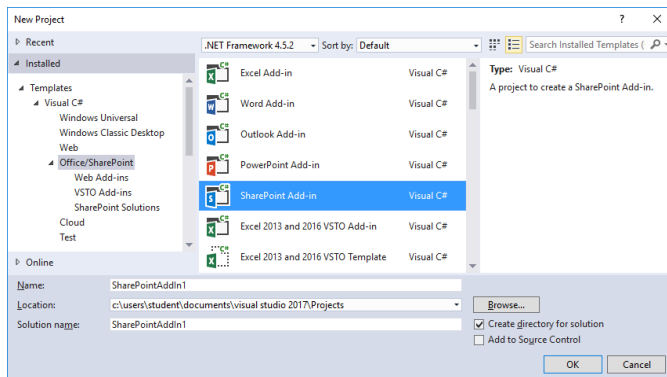 New Project
Recent
Installed
Templates
Visual C#
Windows Universal
Windows Classic Desktop
Web
Office/SharePoint
Web Add-ins
VSTO Add-ins
SharePoint Solutions
Cloud
Test
Online
.NET Framework 4.5.2 Sort by: Default
Search Installed Templates (
Excel Add-in Visual C#
Word Add-in Visual C#
Outlook Add-in Visual C#
PowerPoint Add-in Visual C#
SharePoint Add-in Visual C#
Excel 2013 and 2016 VSTO Add-in Visual C#
Excel 2013 and 2016 VSTO Template Visual C#
Type: Visual C#
A project to create a SharePoint Add-in.
Name: SharePointAddIn1
Location: c:\users\student\documents\visual studio 2017\Projects Browse...
Solution name: SharePointAddIn1 Create directory for solution
Add to Source Control
OK Cancel